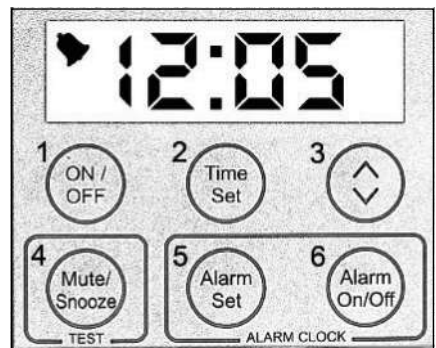 12:05
1 ON / 2 Time 3
OFF Set
4 Mute/ 5 Alarm 6 Alarm
Snooze Set On/Off
TEST ALARM CLOCK